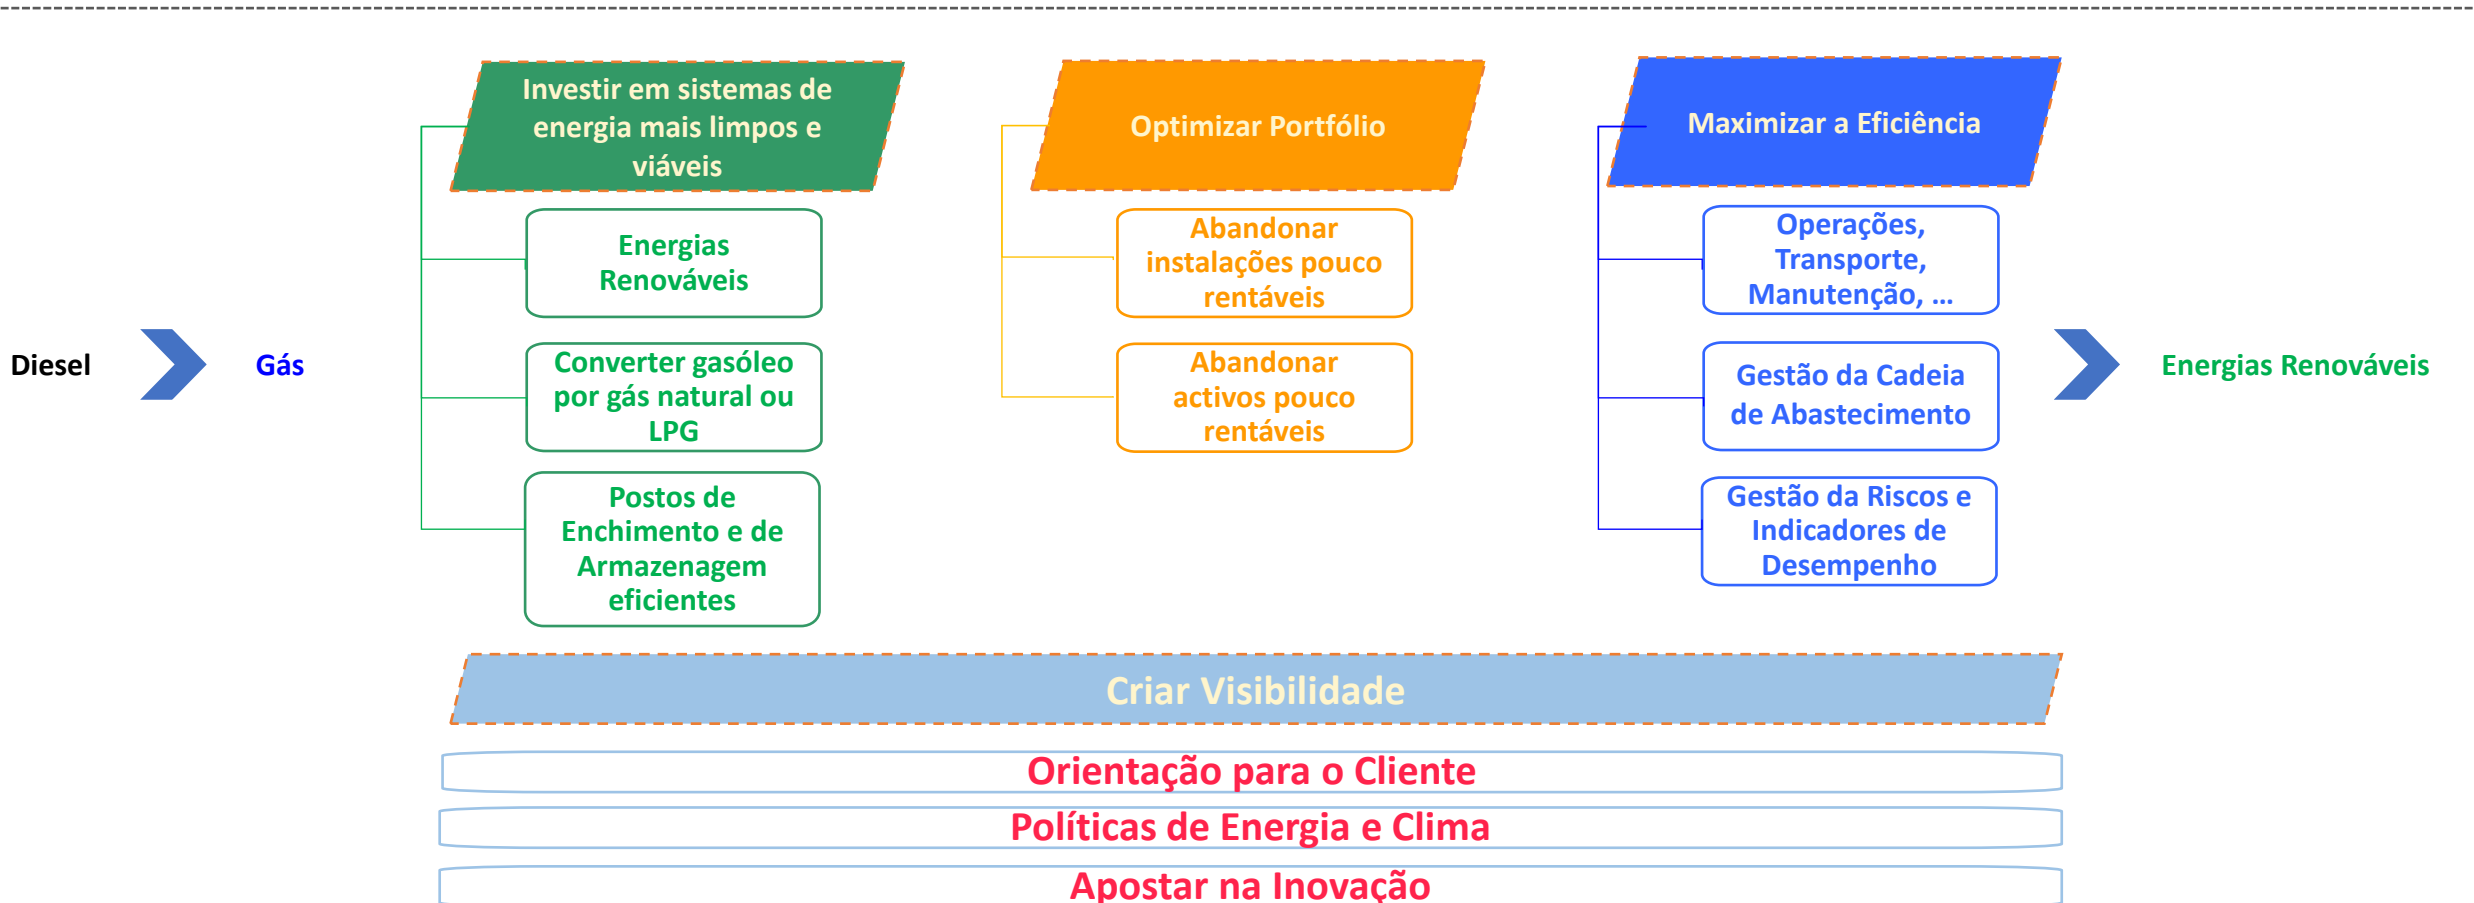 Diesel
Gás
Investir em sistemas de
energia mais limpos e
viáveis
Energias
Renováveis
Converter gasóleo
por gás natural ou
LPG
Postos de
Enchimento e de
Armazenagem
eficientes
Optimizar Portfólio
Abandonar
instalações pouco
rentáveis
Abandonar
activos pouco
rentáveis
Maximizar a Eficiência
Operações,
Transporte,
Manutenção, ...
Gestão da Cadeia
de Abastecimento
Gestão da Riscos e
Indicadores de
Desempenho
Energias Renováveis
Criar Visibilidade
Orientação para o Cliente
Políticas de Energia e Clima
Apostar na Inovação